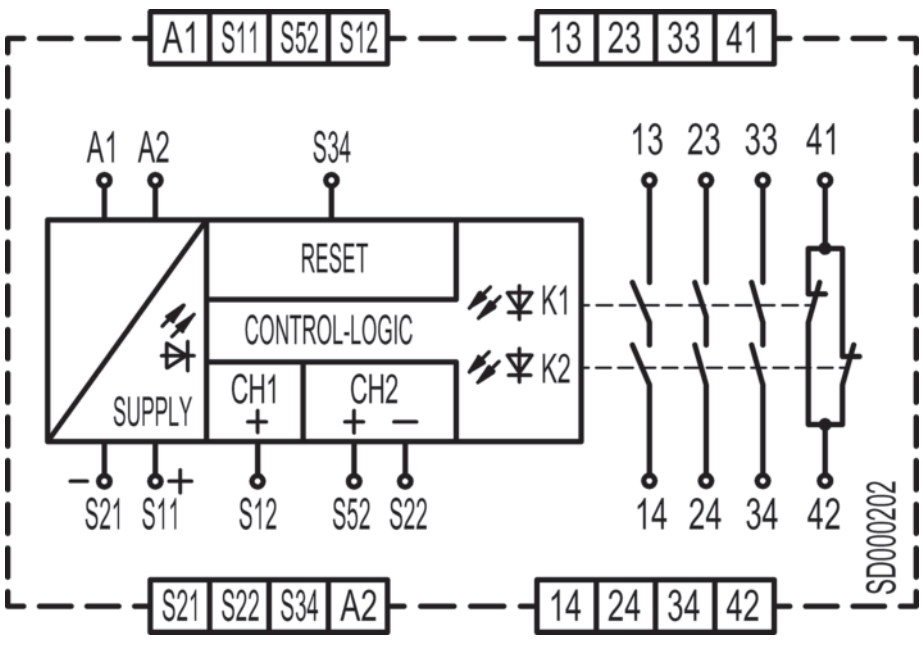 A1 S11 S52 S12 13 23 33 41
A1 A2 S34 13 23 33 41
RESET
K1
CONTROL-LOGIC
K2
CH1 CH2
SUPPLY + + −
− +
S21 S11 S12 S52 S22 14 24 34 42
SD000202
S21 S22 S34 A2 14 24 34 42